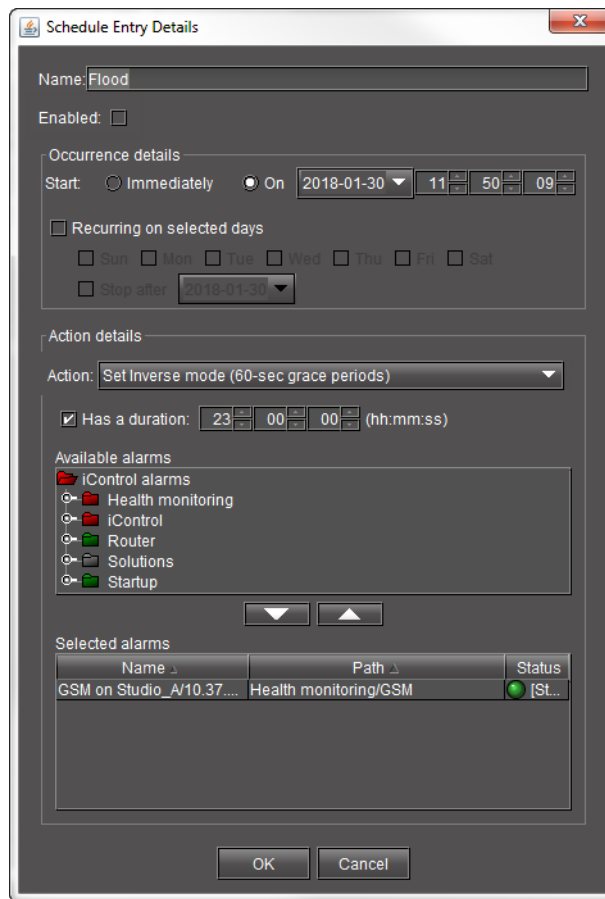 Schedule Entry Details
Name: Flood
Enabled:
Occurrence details
Start: Immediately On 2018-01-30 11 50 09
Recurring on selected days
Sun Mon Tue Wed Thu Fri Sat
Stop after 2018-01-30
Action details
Action: Set Inverse mode (60-sec grace periods)
Has a duration: 23 00 00 (hh:mm:ss)
Available alarms
iControl alarms
Health monitoring
iControl
Router
Solutions
Startup
Selected alarms
Name Path Status
GSM on Studio_A/10.37.... Health monitoring/GSM [St...
OK Cancel